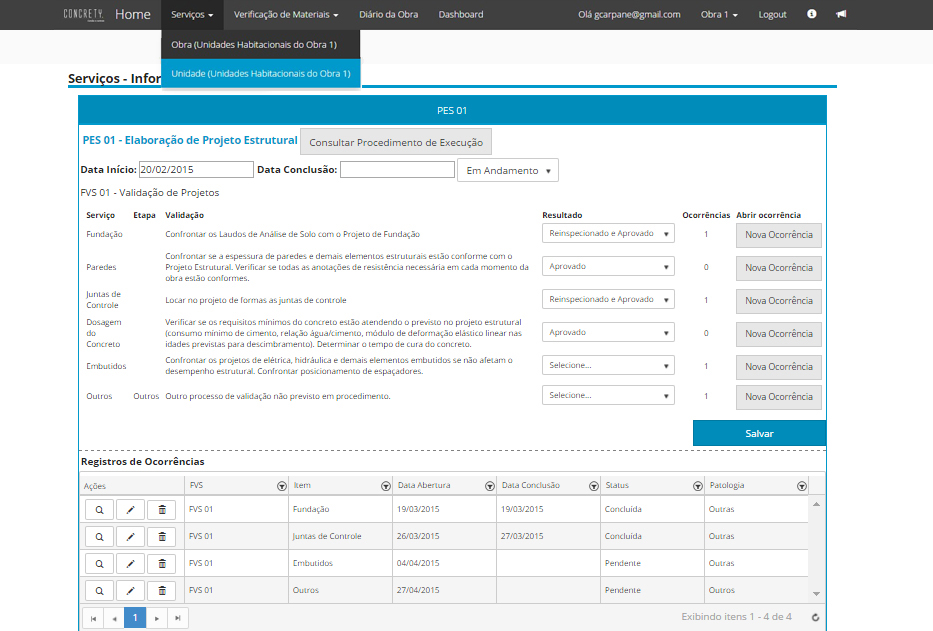 CONCRETY Home Serviços Verificação de Materiais Diário da Obra Dashboard Olá gcarpane@gmail.com Obra 1 Logout
Obra (Unidades Habitacionais do Obra 1)
Unidade (Unidades Habitacionais do Obra 1)
Serviços - Infor
PES 01
PES 01 - Elaboração de Projeto Estrutural Consultar Procedimento de Execução
Data Início: 20/02/2015 Data Conclusão: Em Andamento
FVS 01 - Validação de Projetos
Serviço Etapa Validação Resultado Ocorrências Abrir ocorrência
Fundação Confrontar os Laudos de Análise de Solo com o Projeto de Fundação Reinspecionado e Aprovado 1 Nova Ocorrência
Confrontar se a espessura de paredes e demais elementos estruturais estão conforme com o
Paredes Projeto Estrutural. Verificar se todas as anotações de resistência necessária em cada momento da Aprovado 0 Nova Ocorrência
obra estão conformes.
Juntas de
Controle Locar no projeto de formas as juntas de controle Reinspecionado e Aprovado 1 Nova Ocorrência
Dosagem Verificar se os requisitos mínimos do concreto estão atendendo o previsto no projeto estrutural
do (consumo mínimo de cimento, relação água/cimento, módulo de deformação elástico linear nas Aprovado 0 Nova Ocorrência
Concreto idades previstas para descimbramento). Determinar o tempo de cura do concreto.
Embutidos Confrontar os projetos de elétrica, hidráulica e demais elementos embutidos se não afetam o Selecione... 1 Nova Ocorrência
desempenho estrutural. Confrontar posicionamento de espaçadores.
Outros Outros Outro processo de validação não previsto em procedimento. Selecione... 1 Nova Ocorrência
Salvar
Registros de Ocorrências
Ações FVS Item Data Abertura Data Conclusão Status Patologia
FVS 01 Fundação 19/03/2015 19/03/2015 Concluída Outras
FVS 01 Juntas de Controle 26/03/2015 27/03/2015 Concluída Outras
FVS 01 Embutidos 04/04/2015 Pendente Outras
FVS 01 Outros 27/04/2015 Pendente Outros
1 Exibindo itens 1 - 4 de 4